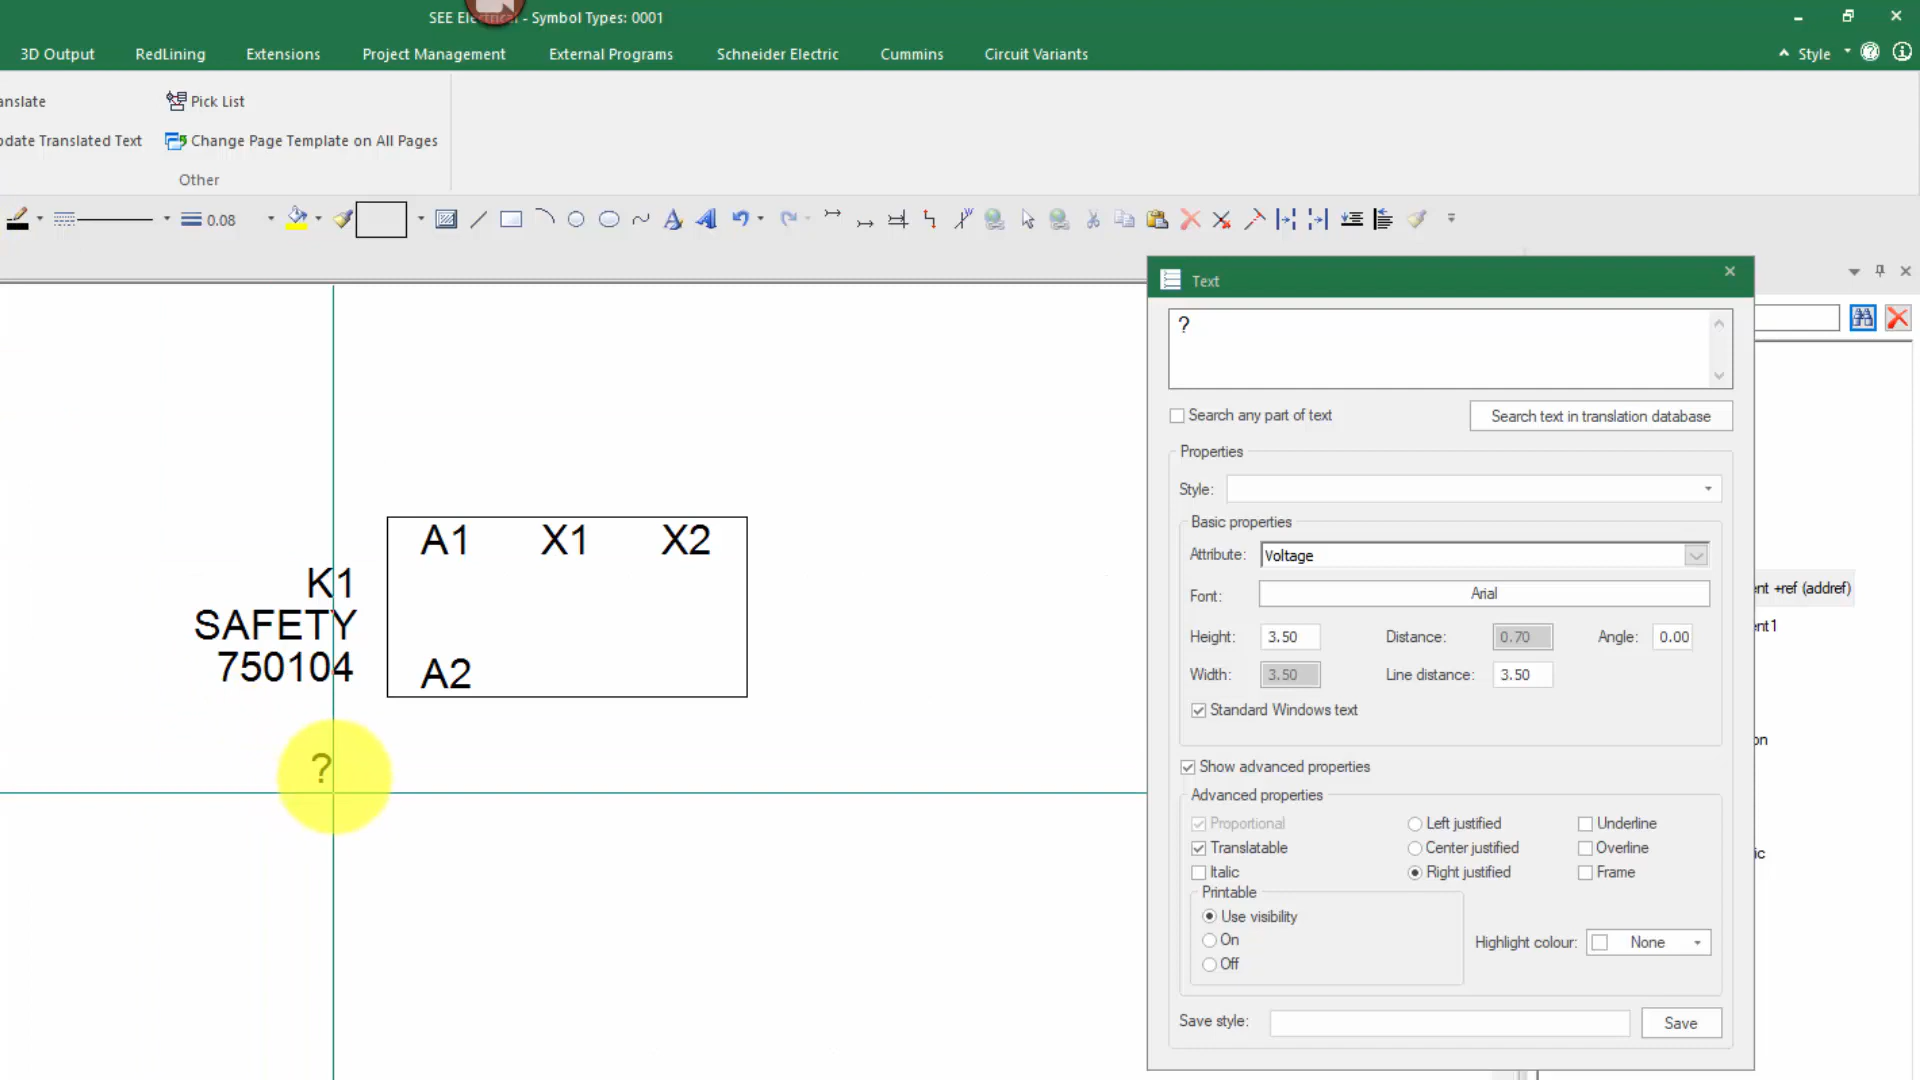 SEE Electrical - Symbol Types: 0001
3D Output RedLining Extensions Project Management External Programs Schneider Electric Cummins Circuit Variants Style
anslate Pick List
pdate Translated Text Change Page Template on All Pages
Other
0.08
Text
?
Search any part of text Search text in translation database
Properties
Style:
Basic properties
Attribute: Voltage
Font: Arial
Height: 3.50 Distance: 0.70 Angle: 0.00
Width: 3.50 Line distance: 3.50
Standard Windows text
Show advanced properties
Advanced properties
Proportional Left justified Underline
Translatable Center justified Overline
Italic Right justified Frame
Printable
Use visibility
On Highlight colour: None
Off
Save style: Save
A1 X1 X2
K1
SAFETY
750104
A2
?
ent +ref (addref)
ent1
on
ic